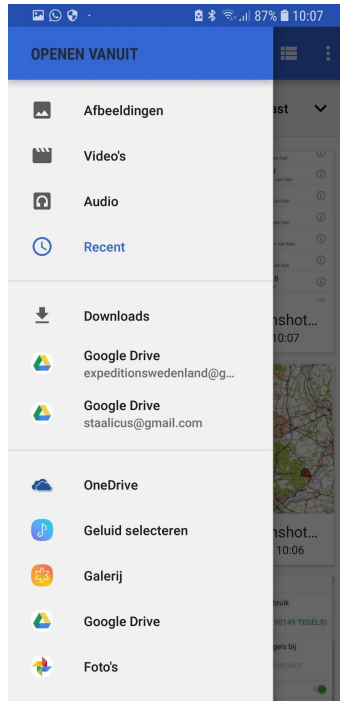 87% 10:07
OPENEN VANUIT
Afbeeldingen
Video's
Audio
Recent
Downloads
Google Drive
expeditionswedenland@g...
Google Drive
staalicus@gmail.com
OneDrive
Geluid selecteren
Galerij
Google Drive
Foto's
ast
nshot...
10:07
nshot...
10:06
bruik
90149 TEGELS)
gels bij